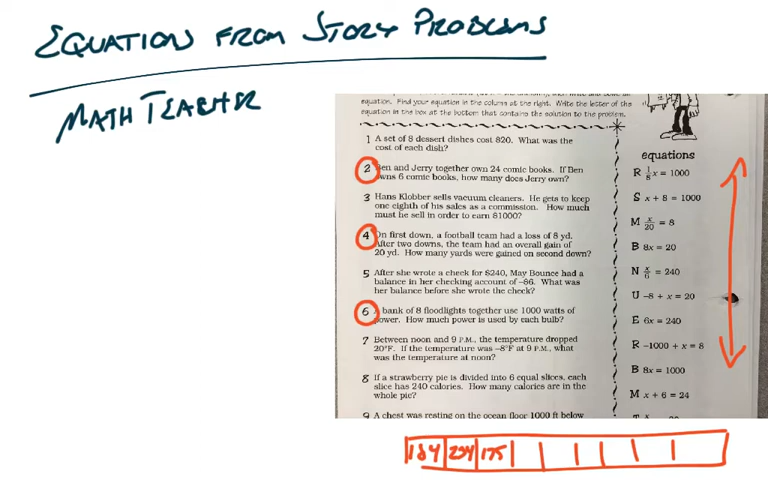 EQUATION FROM STORY PROBLEMS
MATH TEACHER
equation. Find your equation in the column at the right. Write the letter of the
equation in the box at the bottom that contains the solution to the problem.
1 A set of 8 dessert dishes cost $20. What was the
cost of each dish?
2 Ben and Jerry together own 24 comic books. If Ben
owns 6 comic books, how many does Jerry own?
3 Hans Klobber sells vacuum cleaners. He gets to keep
one eighth of his sales as a commission. How much
must he sell in order to earn $1000?
4 On first down, a football team had a loss of 8 yd.
After two downs, the team had an overall gain of
20 yd. How many yards were gained on second down?
5 After she wrote a check for $240, May Bounce had a
balance in her checking account of -$6. What was
her balance before she wrote the check?
6 A bank of 8 floodlights together use 1000 watts of
power. How much power is used by each bulb?
7 Between noon and 9 P.M., the temperature dropped
20°F. If the temperature was -8°F at 9 P.M., what
was the temperature at noon?
8 If a strawberry pie is divided into 6 equal slices, each
slice has 240 calories. How many calories are in the
whole pie?
9 A chest was resting on the ocean floor 1000 ft below
equations
R 1/8 x = 1000
S x + 8 = 1000
M x/20 = 8
B 8x = 20
N x/6 = 240
U -8 + x = 20
E 6x = 240
R -1000 + x = 8
B 8x = 1000
M x + 6 = 24